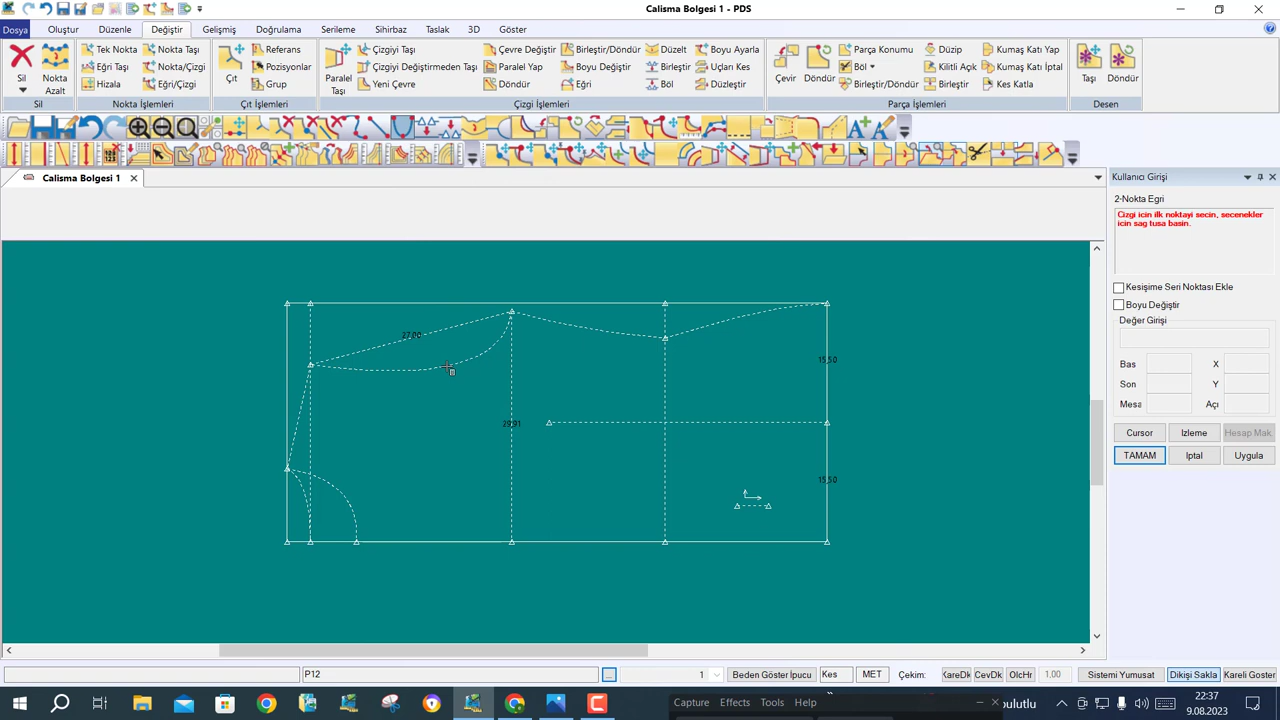 Calisma Bolgesi 1 - PDS
Dosya Oluştur Düzenle Değiştir Gelişmiş Doğrulama Sihirbaz Taslak 3D Göster
Tek Nokta Nokta Taşı Referans Çizgiyi Taşı Çevre Değiştir Birleştir/Döndür Düzelt Boyu Ayarla Parça Konumu Düzip Kumaş Katı Yap
Eğri Taşı Nokta/Çizgi Pozisyonlar Çizgiyi Değiştirmeden Taşı Paralel Yap Boyu Değiştir Birleştir Uçları Kes Böl Kilitli Açık Kumaş Katı İptal
Sil Nokta Azalt Hizala Eğri/Çizgi Çıt Grup Paralel Taşı Yeni Çevre Döndür Eğri Böl Düzleştir Çevir Döndür Birleştir/Döndür Birleştir Kes Katla Taşı Döndür
Sil Nokta İşlemleri Çıt İşlemleri Çizgi İşlemleri Parça İşlemleri Desen
Calisma Bolgesi 1
Kullanıcı Girişi
2-Nokta Egri
Cizgi icin ilk noktayi secin, secenekler
icin sag tusa basin.
Kesişime Seri Noktası Ekle
Boyu Değiştir
Değer Girişi
Bas X
Son Y
Mesa Açı
Cursor Izleme Hesap Mak.
TAMAM Iptal Uygula
27,00
15,50
29,91
15,50
P12 ... 1 Beden Göster İpucu Kes MET Çekim: KareDk CevDk OlcHr 1.00 Sistemi Yumusat Dikişi Sakla Kareli Goster
Capture Effects Tools Help
bulutlu
22:37
9.08.2023